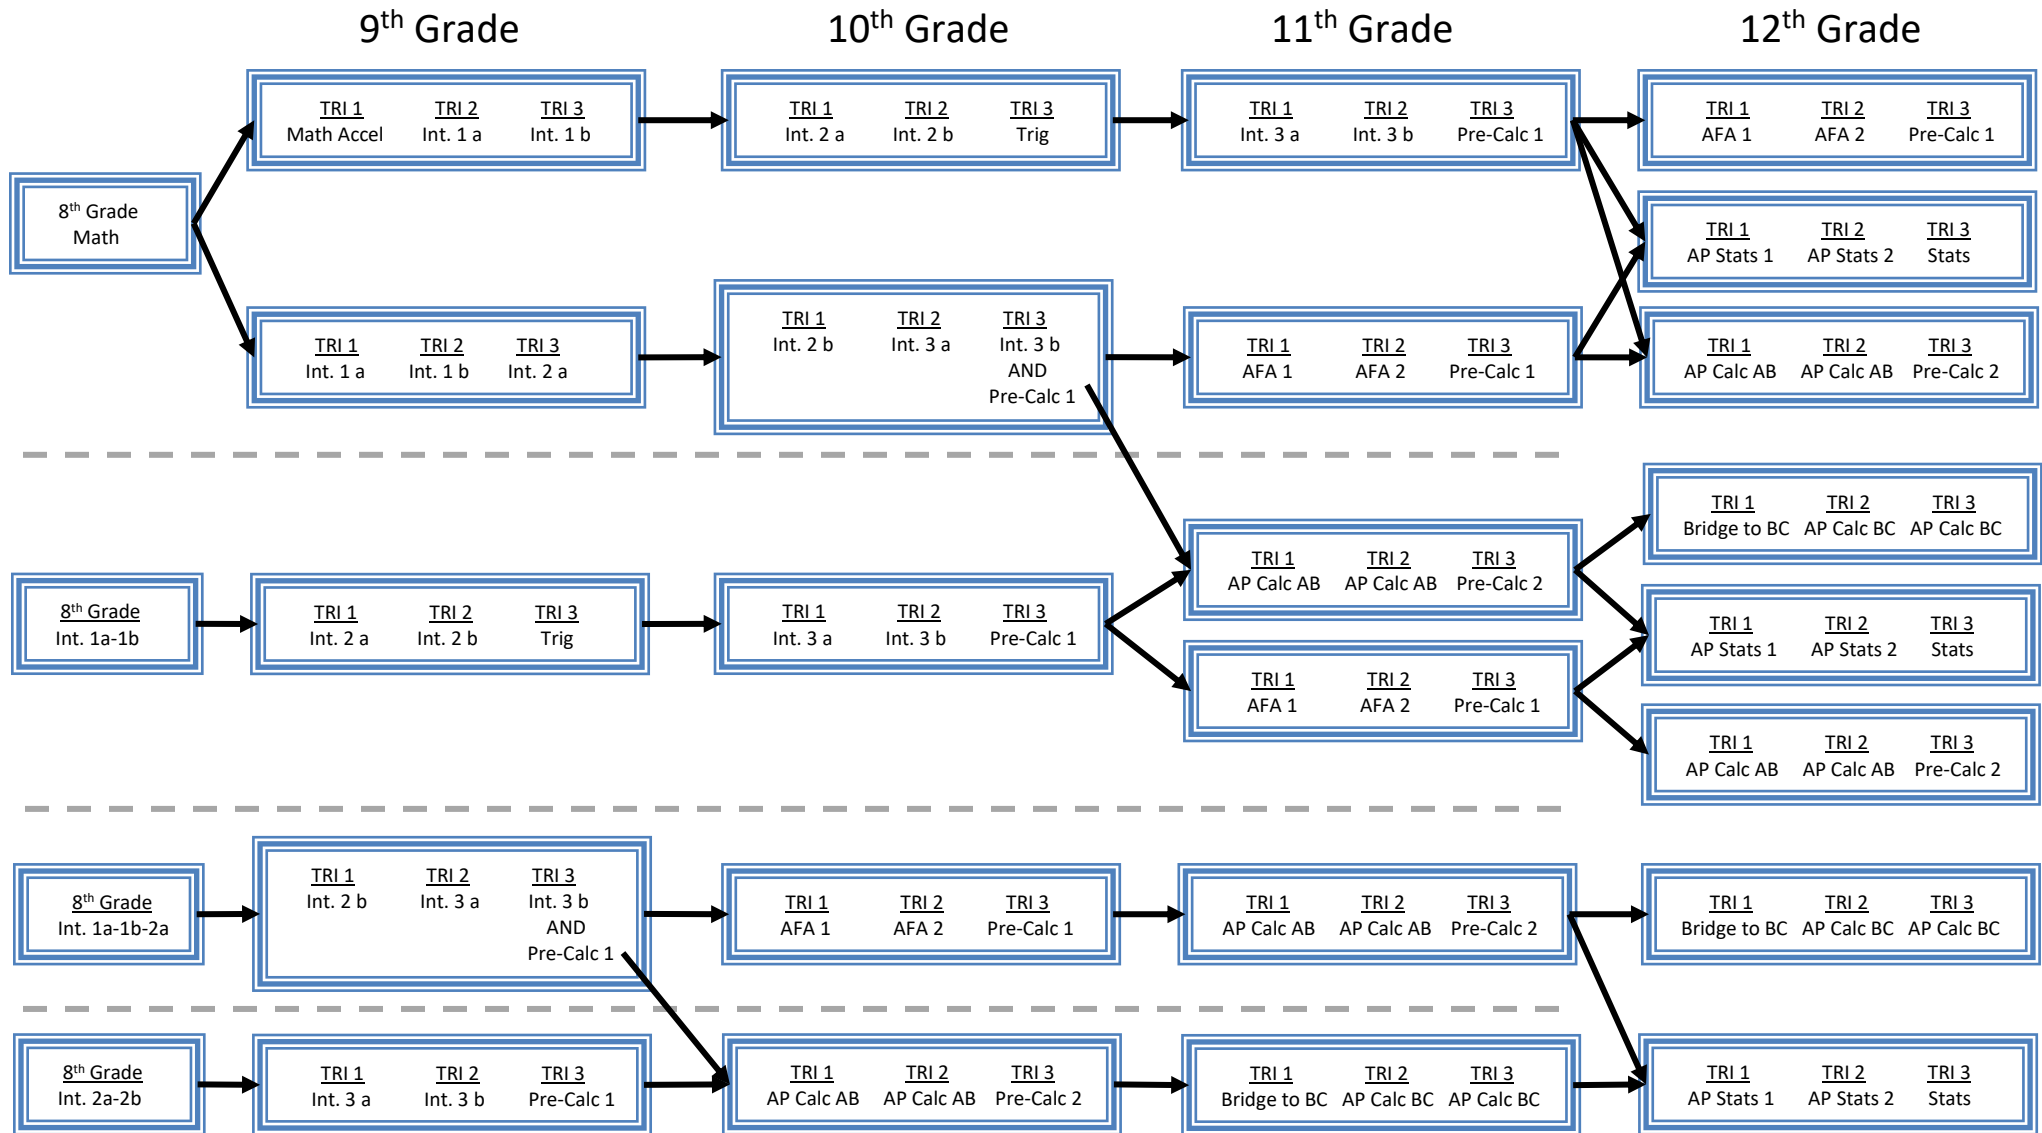 9th Grade 10th Grade 11th Grade 12th Grade
TRI 1 TRI 2 TRI 3
Math Accel Int. 1 a Int. 1 b
TRI 1 TRI 2 TRI 3
Int. 2 a Int. 2 b Trig
TRI 1 TRI 2 TRI 3
Int. 3 a Int. 3 b Pre-Calc 1
TRI 1 TRI 2 TRI 3
AFA 1 AFA 2 Pre-Calc 1
8th Grade
Math
TRI 1 TRI 2 TRI 3
AP Stats 1 AP Stats 2 Stats
TRI 1 TRI 2 TRI 3
Int. 1 a Int. 1 b Int. 2 a
TRI 1 TRI 2 TRI 3
Int. 2 b Int. 3 a Int. 3 b
AND
Pre-Calc 1
TRI 1 TRI 2 TRI 3
AFA 1 AFA 2 Pre-Calc 1
TRI 1 TRI 2 TRI 3
AP Calc AB AP Calc AB Pre-Calc 2
TRI 1 TRI 2 TRI 3
Bridge to BC AP Calc BC AP Calc BC
TRI 1 TRI 2 TRI 3
AP Calc AB AP Calc AB Pre-Calc 2
8th Grade
Int. 1a-1b
TRI 1 TRI 2 TRI 3
Int. 2 a Int. 2 b Trig
TRI 1 TRI 2 TRI 3
Int. 3 a Int. 3 b Pre-Calc 1
TRI 1 TRI 2 TRI 3
AP Stats 1 AP Stats 2 Stats
TRI 1 TRI 2 TRI 3
AFA 1 AFA 2 Pre-Calc 1
TRI 1 TRI 2 TRI 3
AP Calc AB AP Calc AB Pre-Calc 2
8th Grade
Int. 1a-1b-2a
TRI 1 TRI 2 TRI 3
Int. 2 b Int. 3 a Int. 3 b
AND
Pre-Calc 1
TRI 1 TRI 2 TRI 3
AFA 1 AFA 2 Pre-Calc 1
TRI 1 TRI 2 TRI 3
AP Calc AB AP Calc AB Pre-Calc 2
TRI 1 TRI 2 TRI 3
Bridge to BC AP Calc BC AP Calc BC
8th Grade
Int. 2a-2b
TRI 1 TRI 2 TRI 3
Int. 3 a Int. 3 b Pre-Calc 1
TRI 1 TRI 2 TRI 3
AP Calc AB AP Calc AB Pre-Calc 2
TRI 1 TRI 2 TRI 3
Bridge to BC AP Calc BC AP Calc BC
TRI 1 TRI 2 TRI 3
AP Stats 1 AP Stats 2 Stats